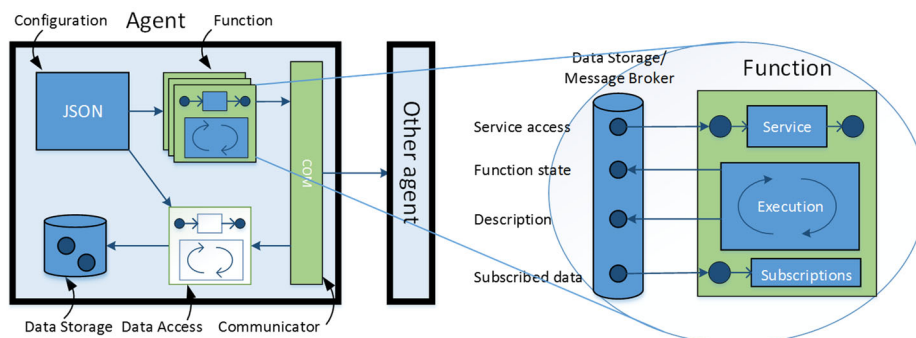 Configuration
Agent
Function
JSON
COM
Other agent
Data Storage
Data Access
Communicator
Data Storage/
Message Broker
Function
Service access
Service
Function state
Execution
Description
Subscribed data
Subscriptions